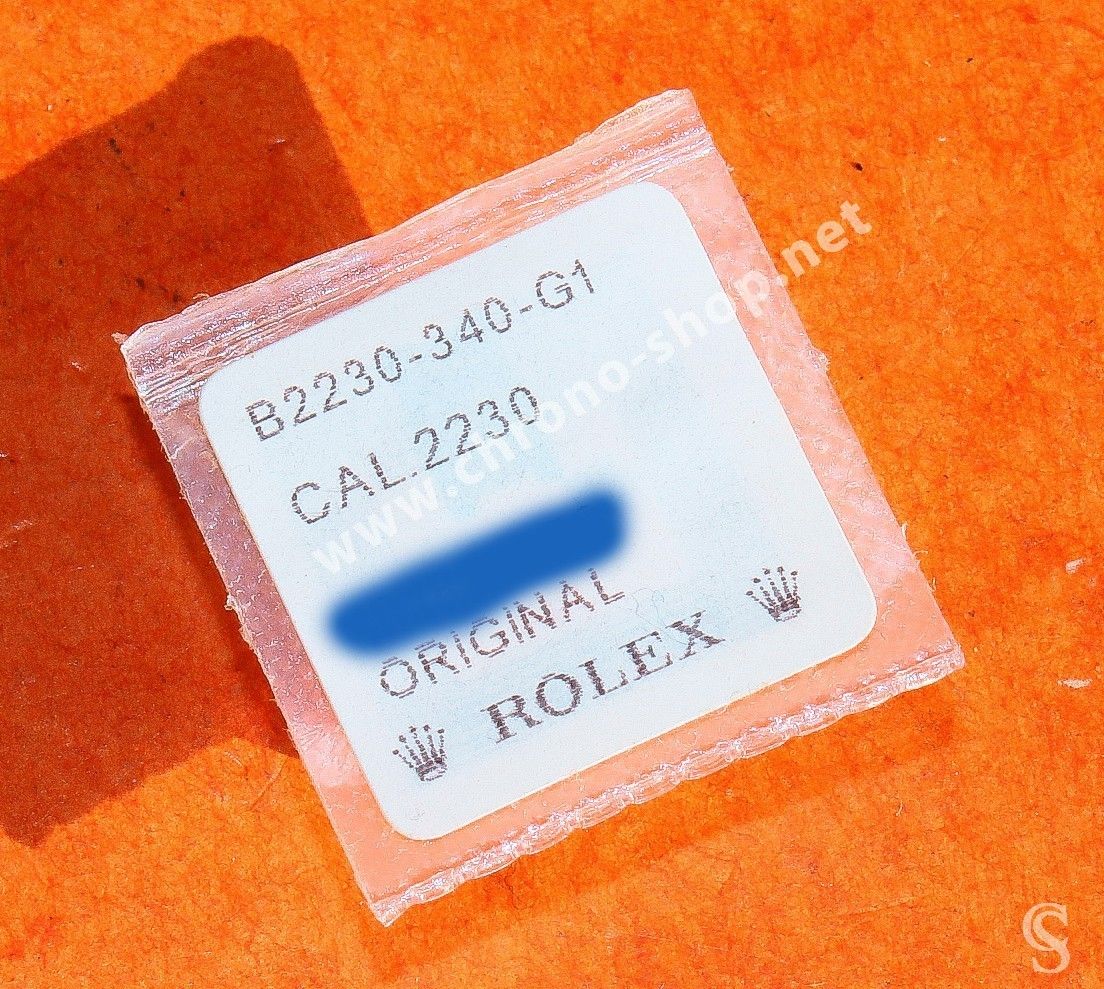 B2230-340-G1
CAL.2230
www.chrono-shop.net
ORIGINAL
ROLEX